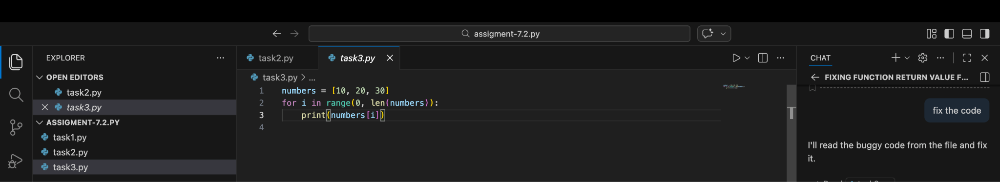 assigment-7.2.py
EXPLORER
OPEN EDITORS
task2.py
task3.py
ASSIGMENT-7.2.PY
task1.py
task2.py
task3.py
task2.py
task3.py
task3.py > ...
1 numbers = [10, 20, 30]
2 for i in range(0, len(numbers)):
3     print(numbers[i])
4
CHAT
FIXING FUNCTION RETURN VALUE F...
fix the code
I'll read the buggy code from the file and fix
it.